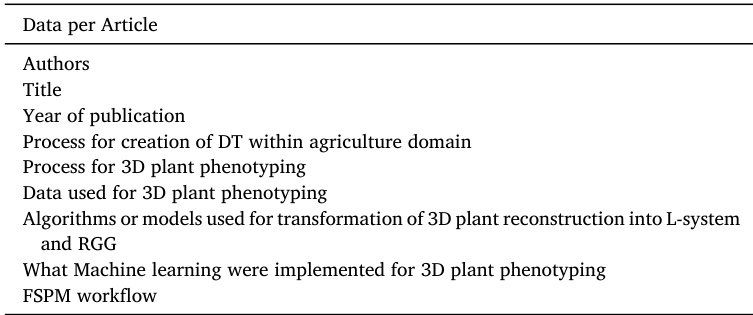 Data per Article
Authors
Title
Year of publication
Process for creation of DT within agriculture domain
Process for 3D plant phenotyping
Data used for 3D plant phenotyping
Algorithms or models used for transformation of 3D plant reconstruction into L-system
and RGG
What Machine learning were implemented for 3D plant phenotyping
FSPM workflow